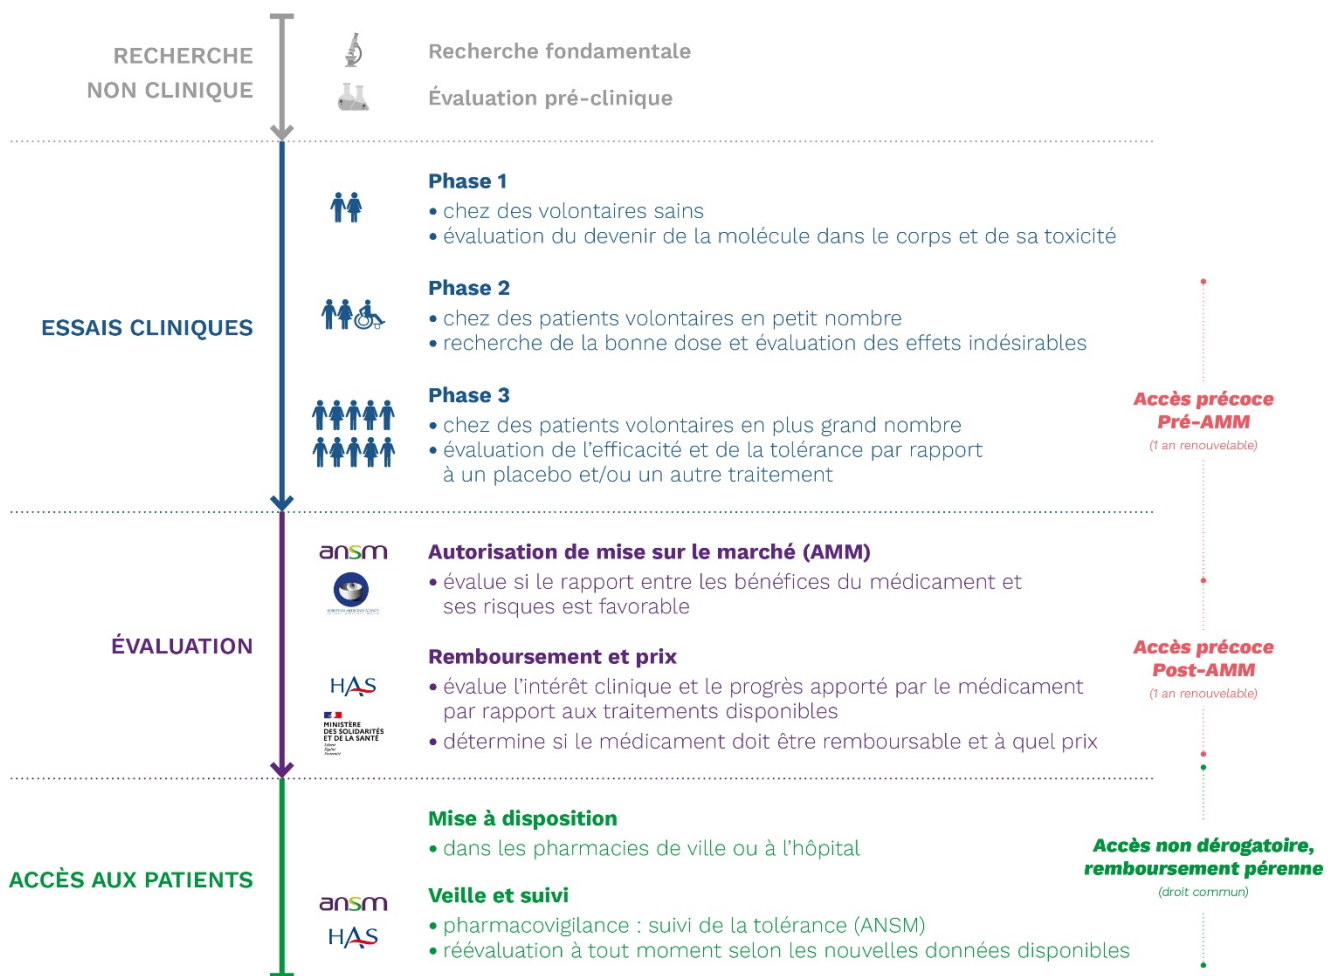 RECHERCHE
NON CLINIQUE
Recherche fondamentale
Évaluation pré-clinique
ESSAIS CLINIQUES
Phase 1
• chez des volontaires sains
• évaluation du devenir de la molécule dans le corps et de sa toxicité
Phase 2
• chez des patients volontaires en petit nombre
• recherche de la bonne dose et évaluation des effets indésirables
Phase 3
• chez des patients volontaires en plus grand nombre
• évaluation de l'efficacité et de la tolérance par rapport
à un placebo et/ou un autre traitement
Accès précoce
Pré-AMM
(1 an renouvelable)
ÉVALUATION
ansm
EUROPEAN MEDICINES AGENCY
Autorisation de mise sur le marché (AMM)
• évalue si le rapport entre les bénéfices du médicament et
ses risques est favorable
Remboursement et prix
HAS
MINISTÈRE
DES SOLIDARITÉS
ET DE LA SANTÉ
Liberté
Égalité
Fraternité
• évalue l'intérêt clinique et le progrès apporté par le médicament
par rapport aux traitements disponibles
• détermine si le médicament doit être remboursable et à quel prix
Accès précoce
Post-AMM
(1 an renouvelable)
ACCÈS AUX PATIENTS
Mise à disposition
• dans les pharmacies de ville ou à l'hôpital
Veille et suivi
ansm
HAS
• pharmacovigilance : suivi de la tolérance (ANSM)
• réévaluation à tout moment selon les nouvelles données disponibles
Accès non dérogatoire,
remboursement pérenne
(droit commun)